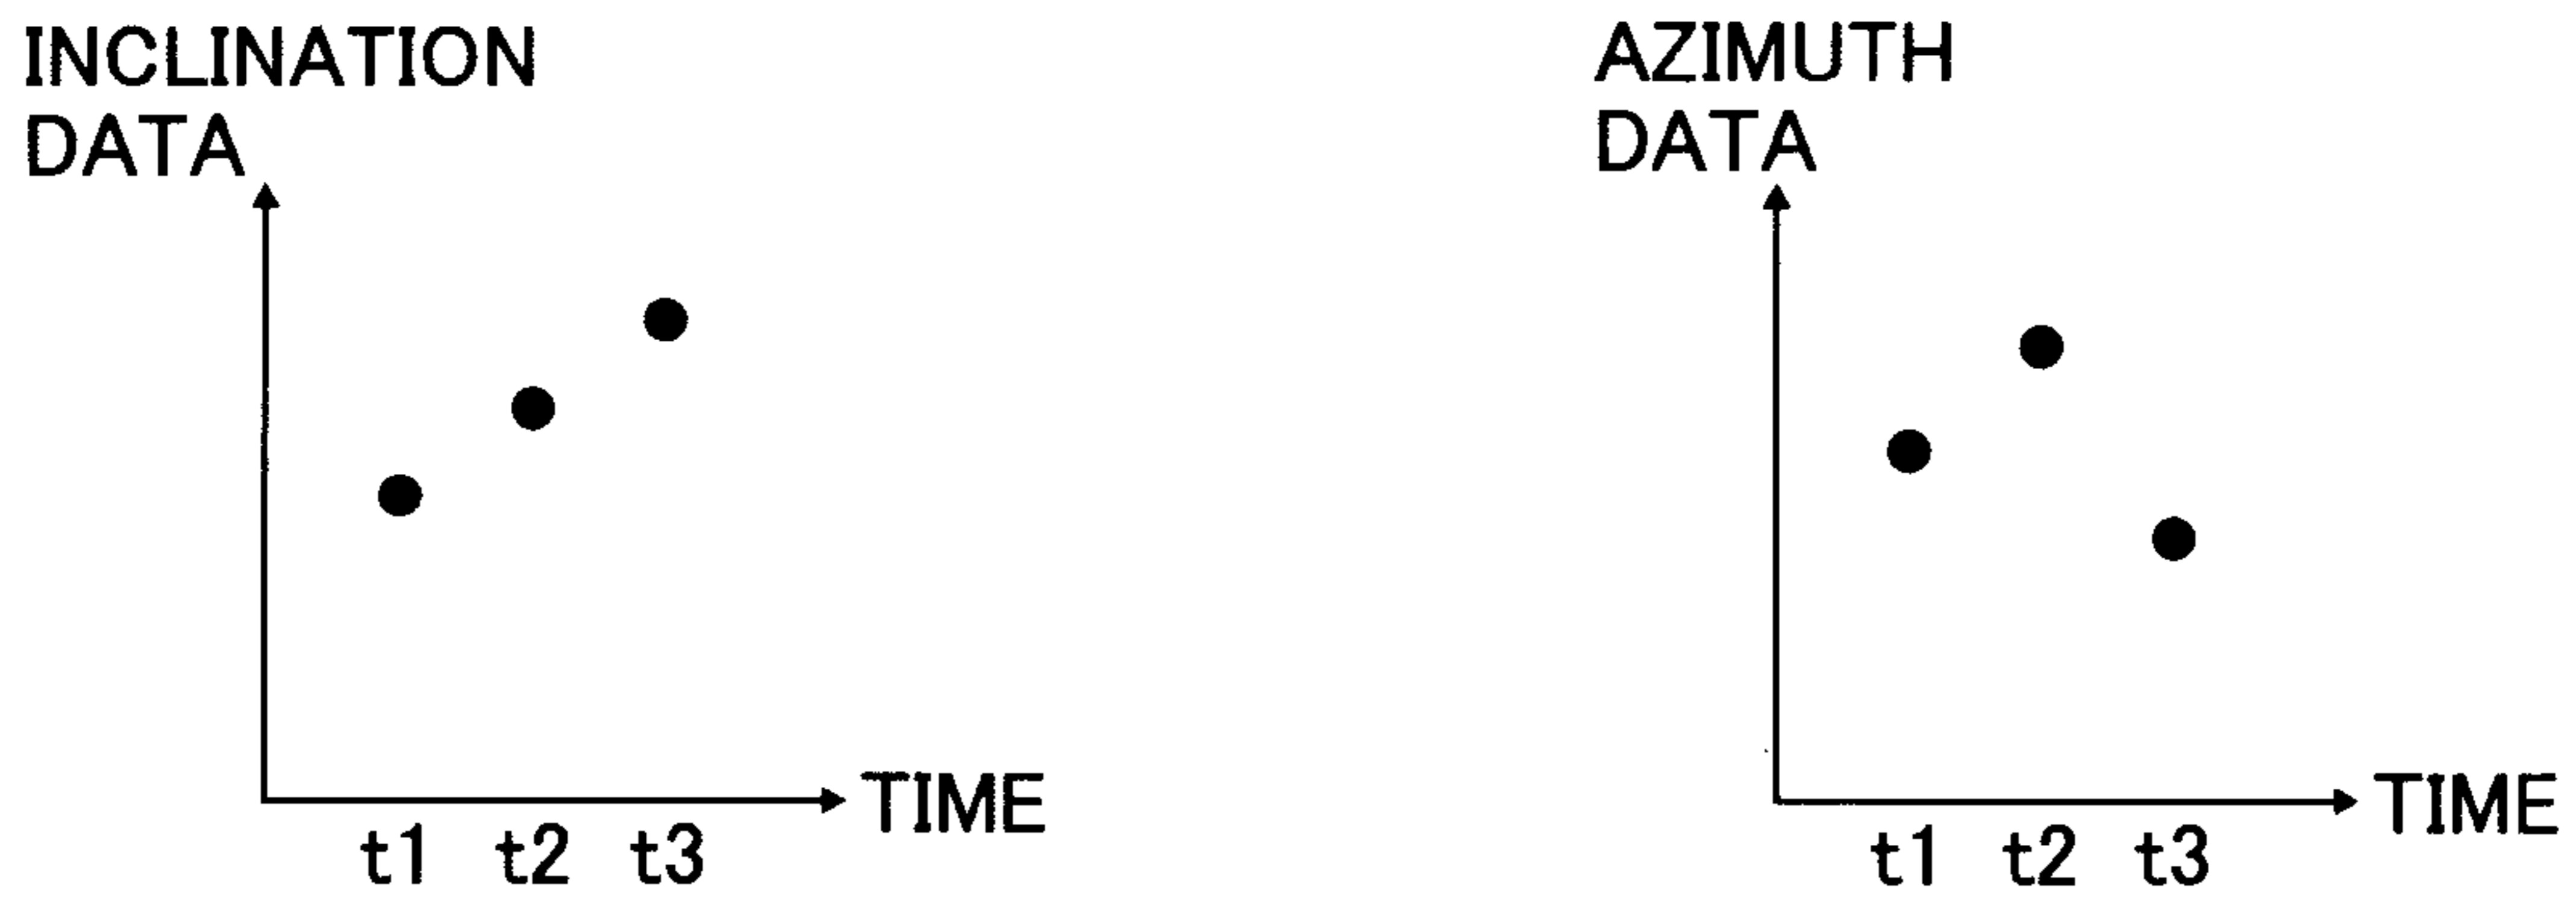 INCLINATION
DATA
TIME
t1 t2 t3
AZIMUTH
DATA
TIME
t1 t2 t3